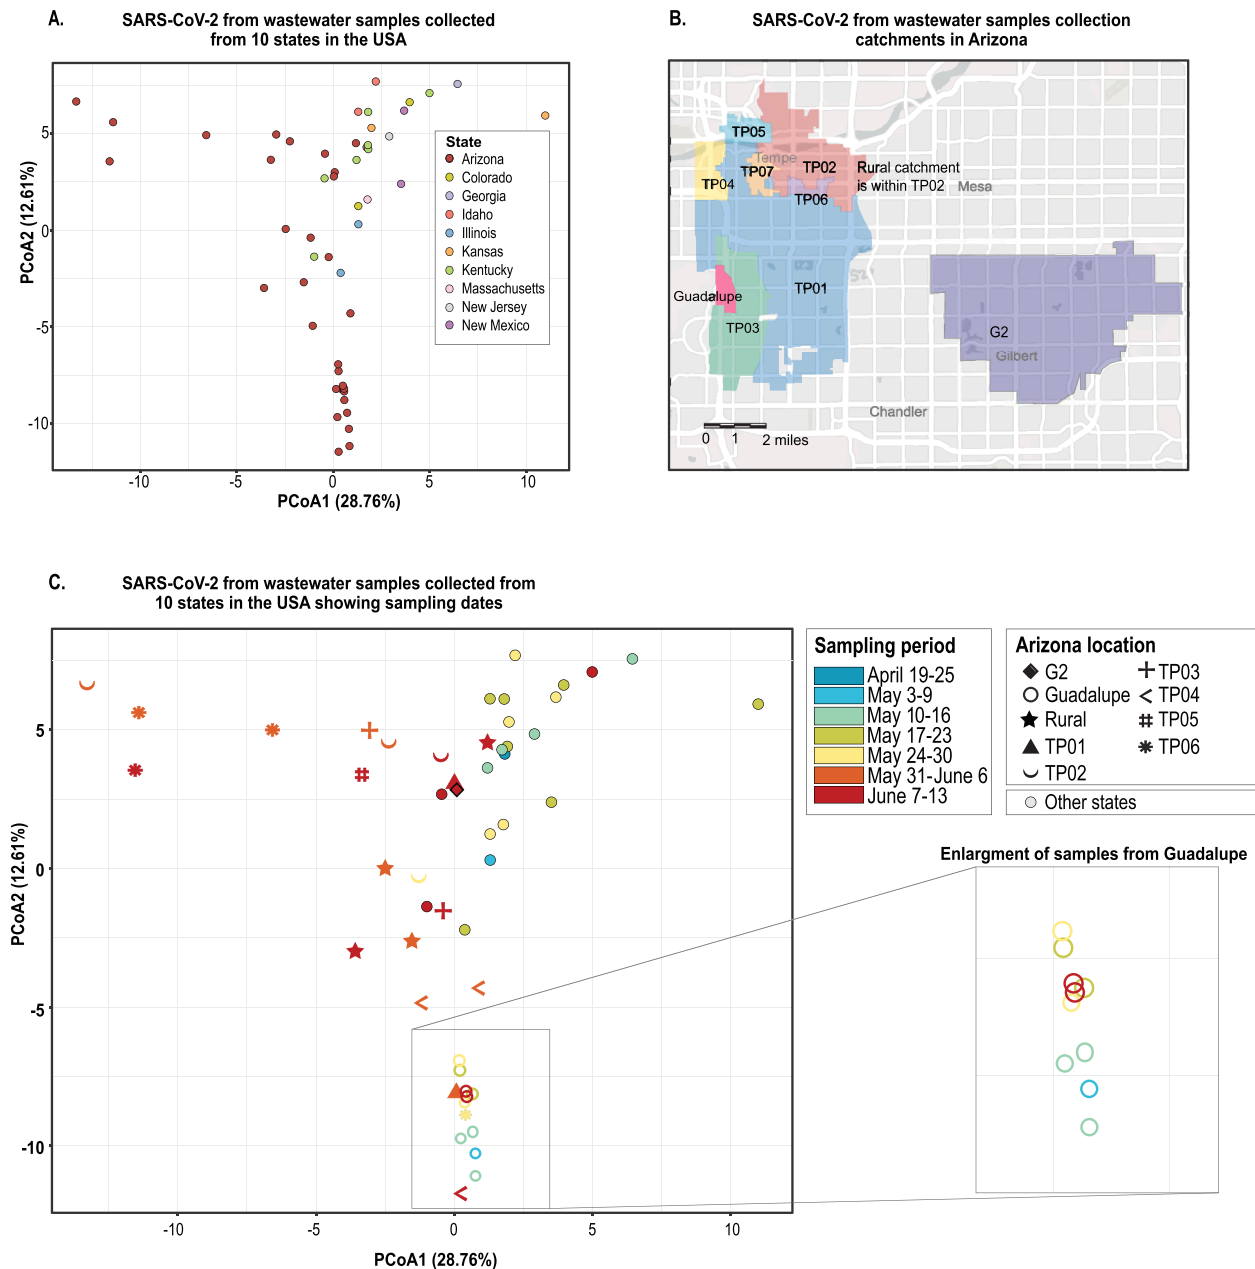 A.
SARS-CoV-2 from wastewater samples collected
from 10 states in the USA
PCoA2 (12.61%)
5
0
-5
-10
-10
-5
0
5
10
PCoA1 (28.76%)
State
Arizona
Colorado
Georgia
Idaho
Illinois
Kansas
Kentucky
Massachusetts
New Jersey
New Mexico
B.
SARS-CoV-2 from wastewater samples collection
catchments in Arizona
TP05
Tempe
TP07
TP02
TP04
TP06
Rural catchment
is within TP02
Mesa
TP01
Guadalupe
TP03
G2
Gilbert
Chandler
0 1 2 miles
C.
SARS-CoV-2 from wastewater samples collected from
10 states in the USA showing sampling dates
PCoA2 (12.61%)
5
0
-5
-10
-10
-5
0
5
10
PCoA1 (28.76%)
Sampling period
April 19-25
May 3-9
May 10-16
May 17-23
May 24-30
May 31-June 6
June 7-13
Arizona location
G2
Guadalupe
Rural
TP01
TP02
TP03
TP04
TP05
TP06
Other states
Enlargment of samples from Guadalupe